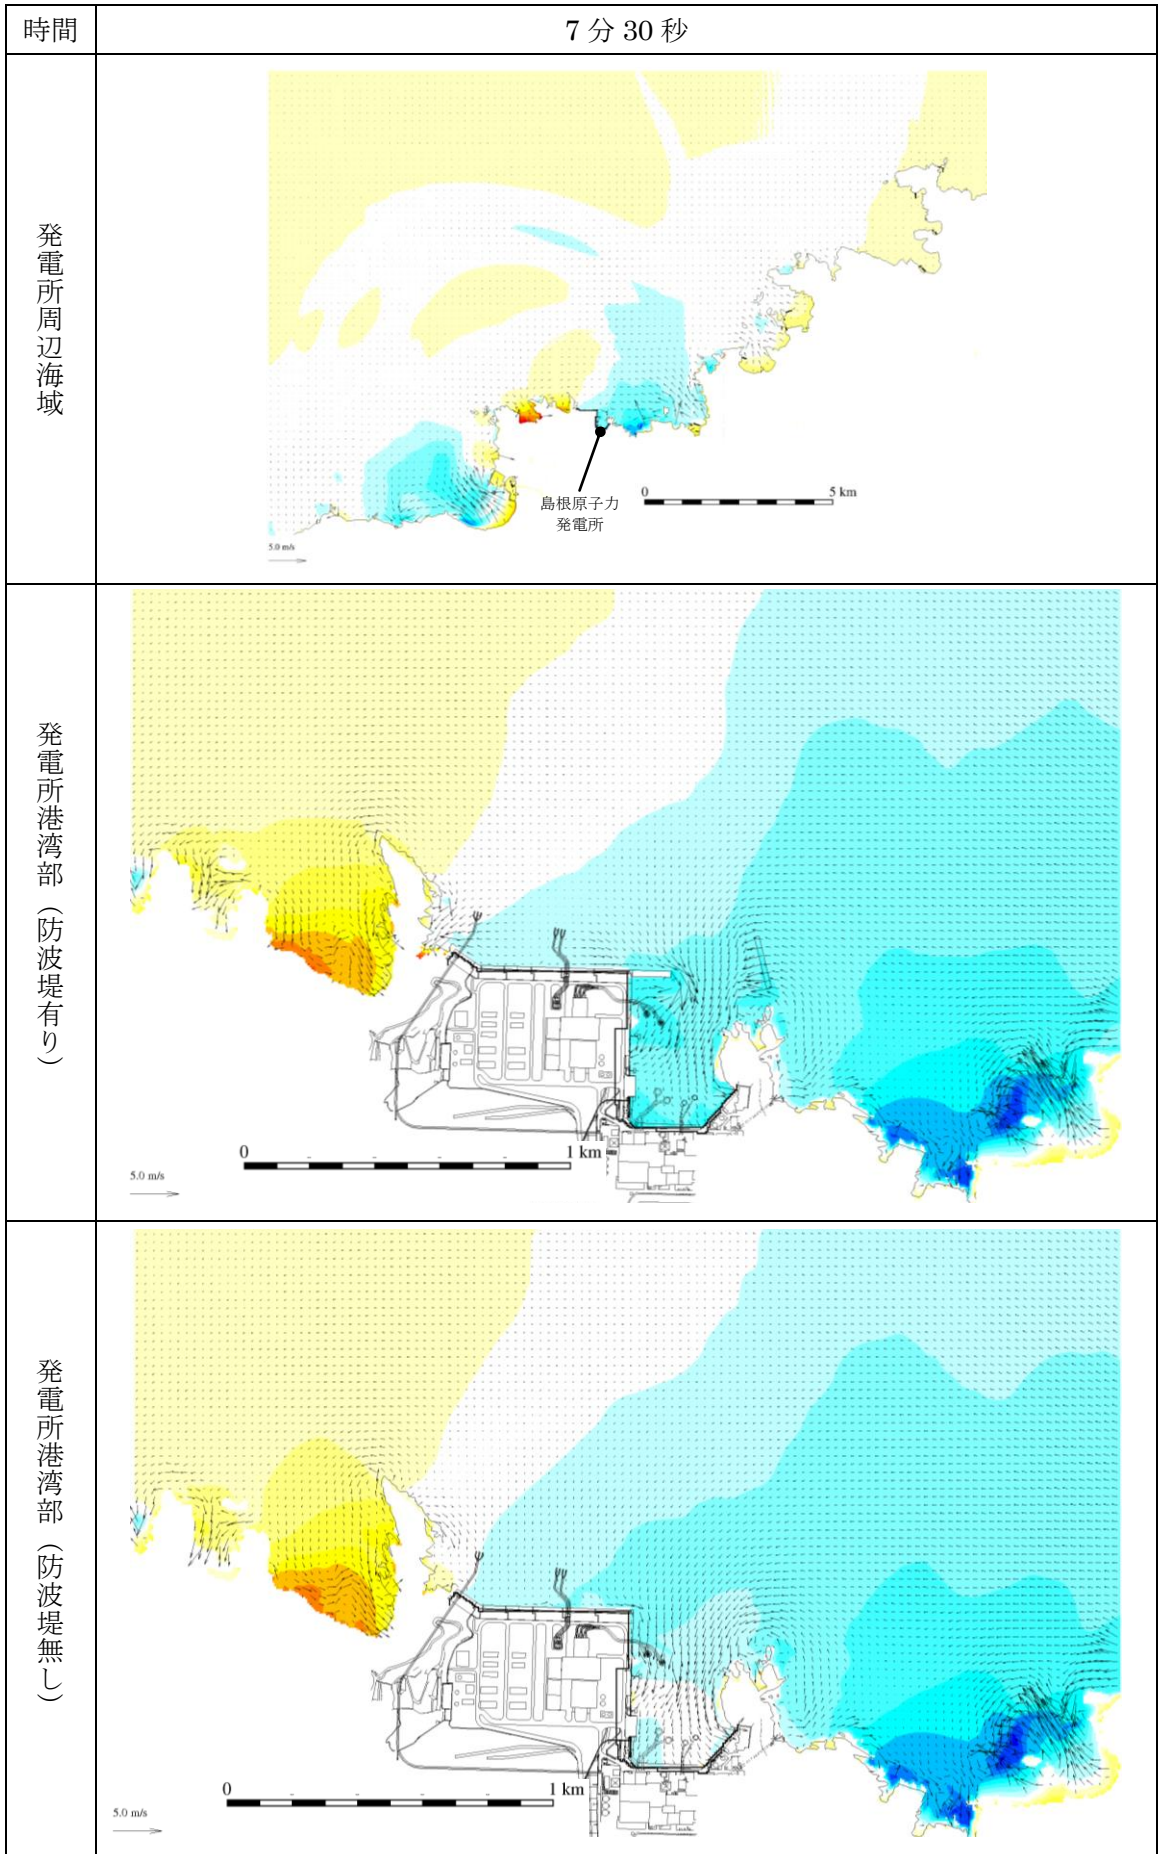 時間
7 分 30 秒
発電所周辺海域
島根原子力
発電所
0
5 km
5.0 m/s
発電所港湾部（防波堤有り）
0
1 km
5.0 m/s
発電所港湾部（防波堤無し）
0
1 km
5.0 m/s